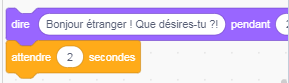 dire Bonjour étranger ! Que désires-tu ?! pendant
attendre 2 secondes